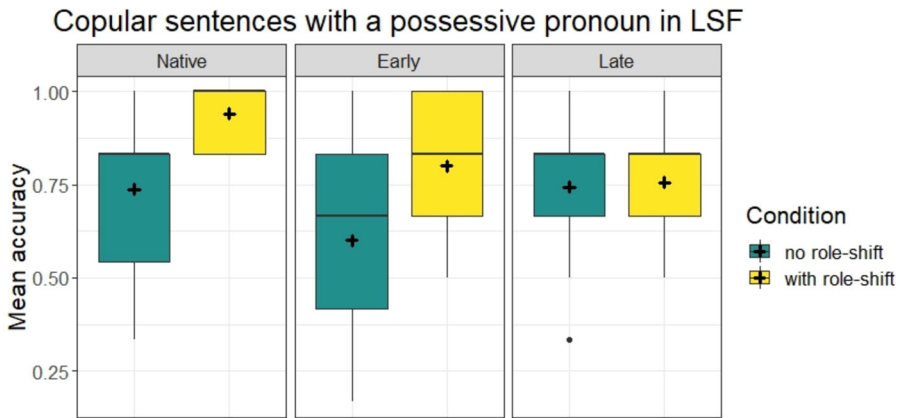 Copular sentences with a possessive pronoun in LSF
Native
Early
Late
Mean accuracy
1.00
0.75
0.50
0.25
Condition
no role-shift
with role-shift